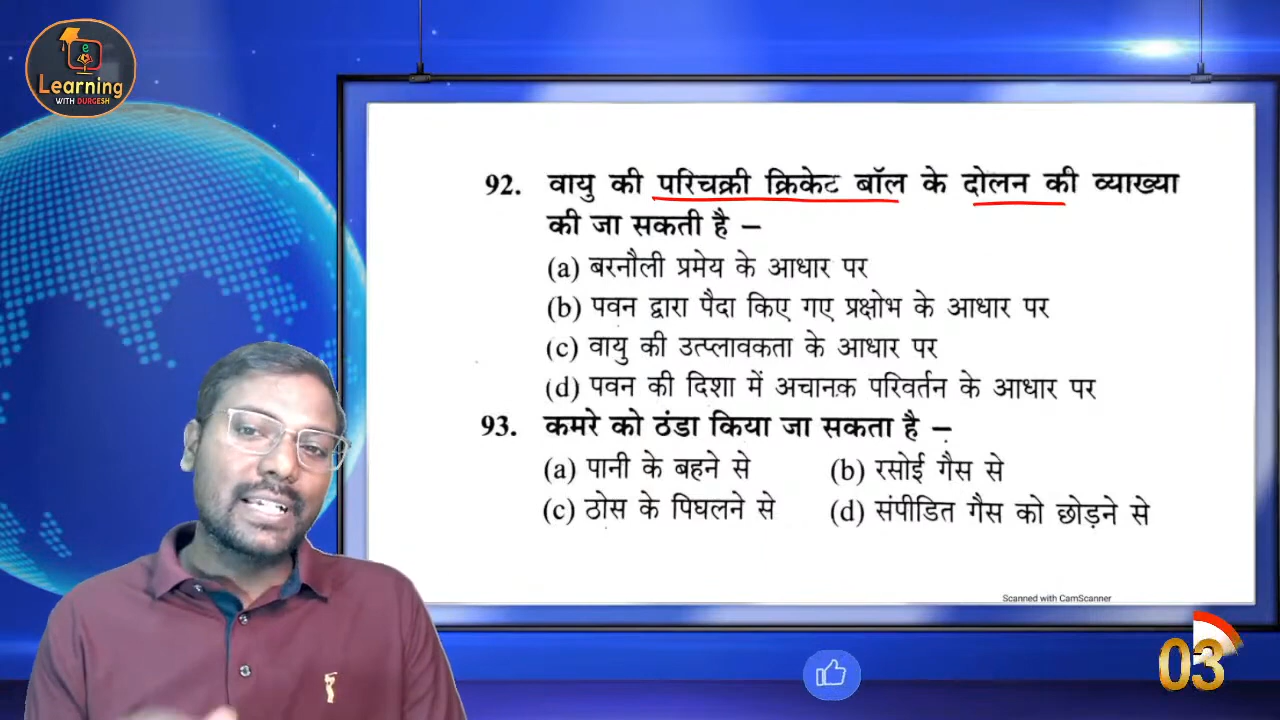 e
Learning
WITH DURGESH
92. वायु की परिचक्री क्रिकेट बॉल के दोलन की व्याख्या
की जा सकती है –
(a) बरनौली प्रमेय के आधार पर
(b) पवन द्वारा पैदा किए गए प्रक्षोभ के आधार पर
(c) वायु की उत्प्लावकता के आधार पर
(d) पवन की दिशा में अचानक परिवर्तन के आधार पर
93. कमरे को ठंडा किया जा सकता है –
(a) पानी के बहने से (b) रसोई गैस से
(c) ठोस के पिघलने से (d) संपीडित गैस को छोड़ने से
Scanned with CamScanner
03